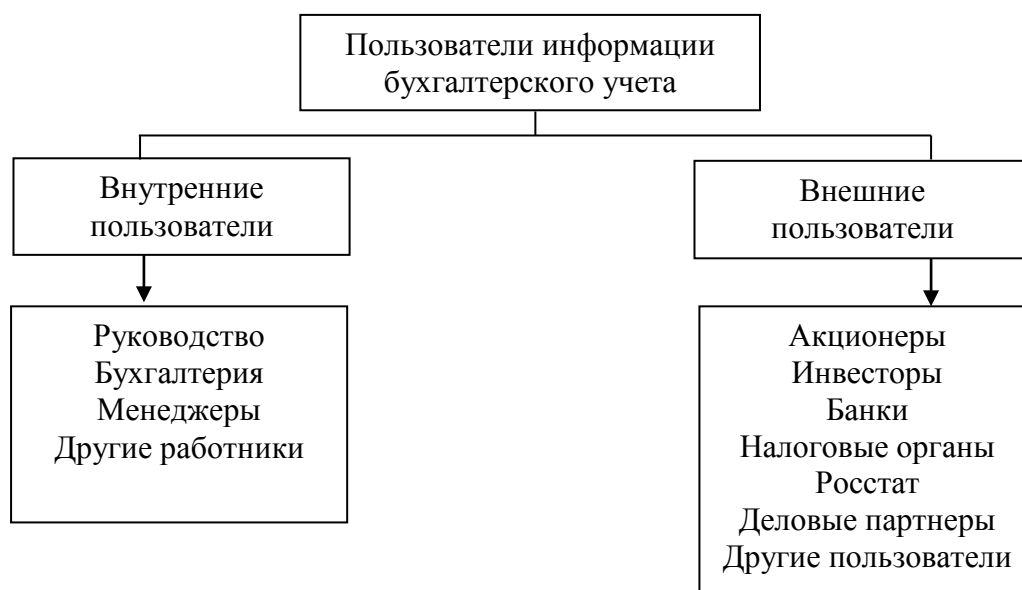 Пользователи информации
бухгалтерского учета
Внутренние
пользователи
Внешние
пользователи
Руководство
Бухгалтерия
Менеджеры
Другие работники
Акционеры
Инвесторы
Банки
Налоговые органы
Росстат
Деловые партнеры
Другие пользователи